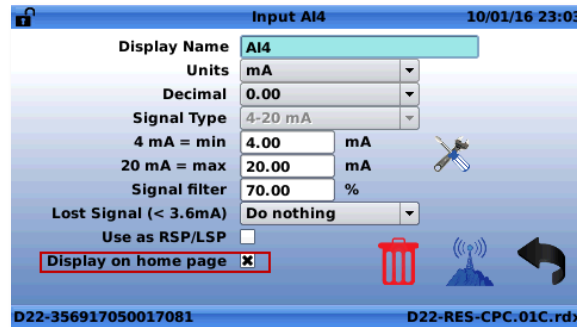 Input AI4 10/01/16 23:03
Display Name AI4
Units mA
Decimal 0.00
Signal Type 4-20 mA
4 mA = min 4.00 mA
20 mA = max 20.00 mA
Signal filter 70.00 %
Lost Signal (< 3.6mA) Do nothing
Use as RSP/LSP
Display on home page
D22-356917050017081 D22-RES-CPC.01C.rdx